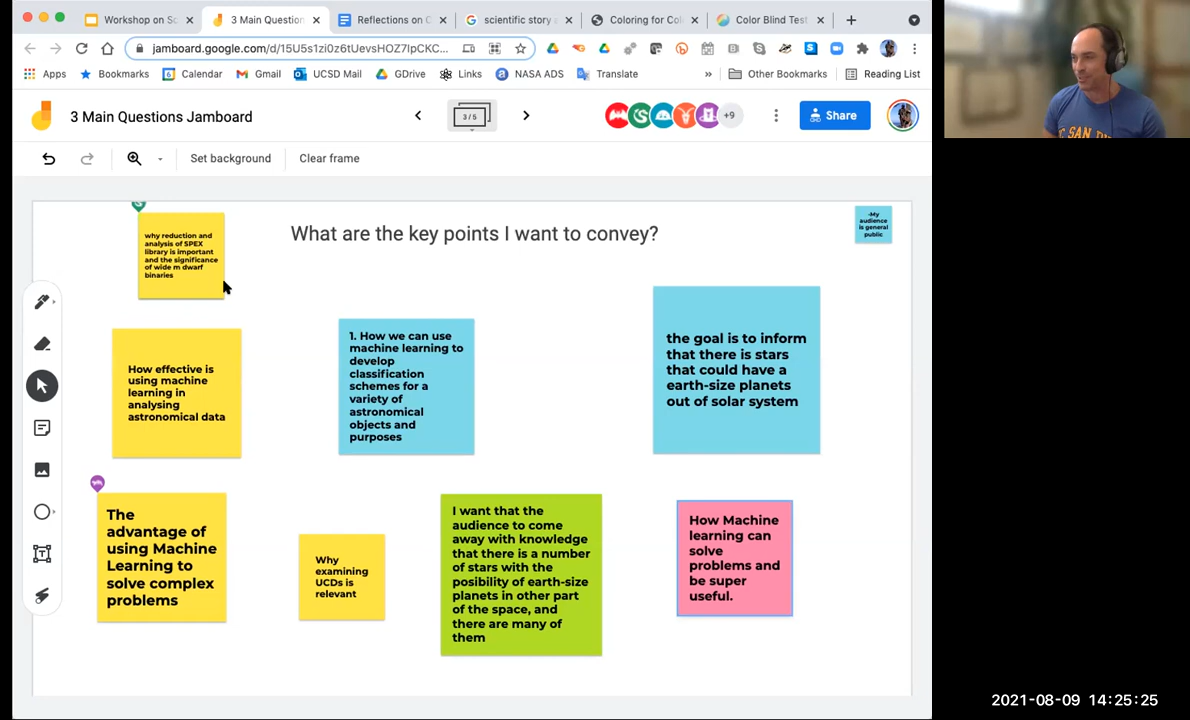 Workshop on Sc
3 Main Question
Reflections on C
scientific story s
Coloring for Col
Color Blind Test
jamboard.google.com/d/15U5s1zi0z6tUevsHOZ7lpCKC...
Apps
Bookmarks
Calendar
Gmail
UCSD Mail
GDrive
Links
NASA ADS
Translate
»
Other Bookmarks
Reading List
3 Main Questions Jamboard
3/5
+9
Share
Set background
Clear frame
What are the key points I want to convey?
why reduction and
analysis of SPEX
library is important
and the significance
of wide m dwarf
binaries
-My
audience
is general
public
How effective is
using machine
learning in
analysing
astronomical data
1. How we can use
machine learning to
develop
classification
schemes for a
variety of
astronomical
objects and
purposes
the goal is to inform
that there is stars
that could have a
earth-size planets
out of solar system
The
advantage of
using Machine
Learning to
solve complex
problems
Why
examining
UCDs is
relevant
I want that the
audience to come
away with knowledge
that there is a number
of stars with the
posibility of earth-size
planets in other part
of the space, and
there are many of
them
How Machine
learning can
solve
problems and
be super
useful.
SAN
2021-08-09 14:25:25